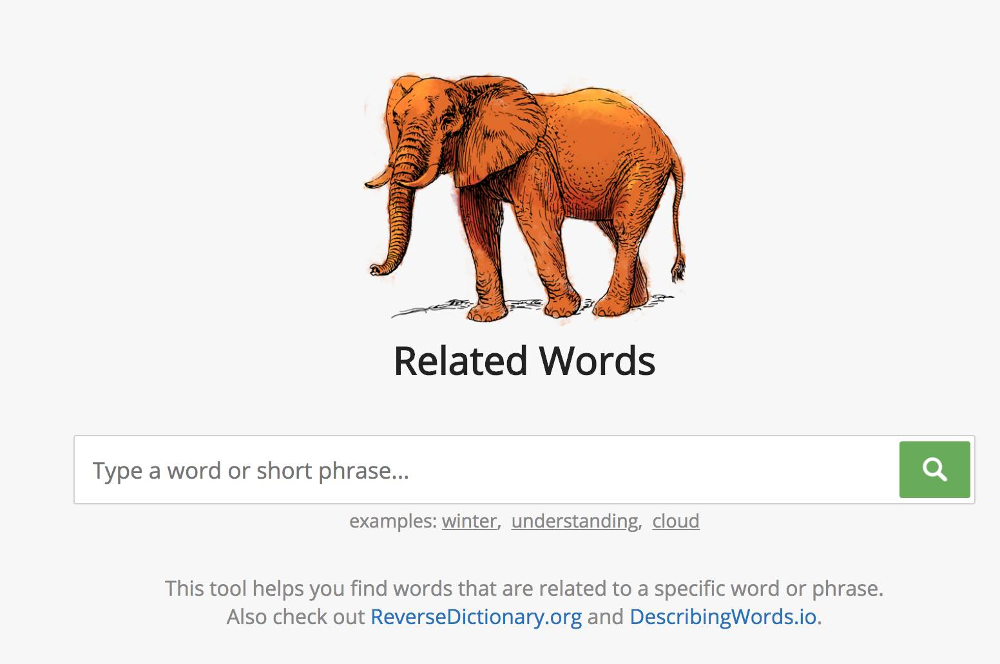 Related Words
Type a word or short phrase...
examples: winter, understanding, cloud
This tool helps you find words that are related to a specific word or phrase.
Also check out ReverseDictionary.org and DescribingWords.io.